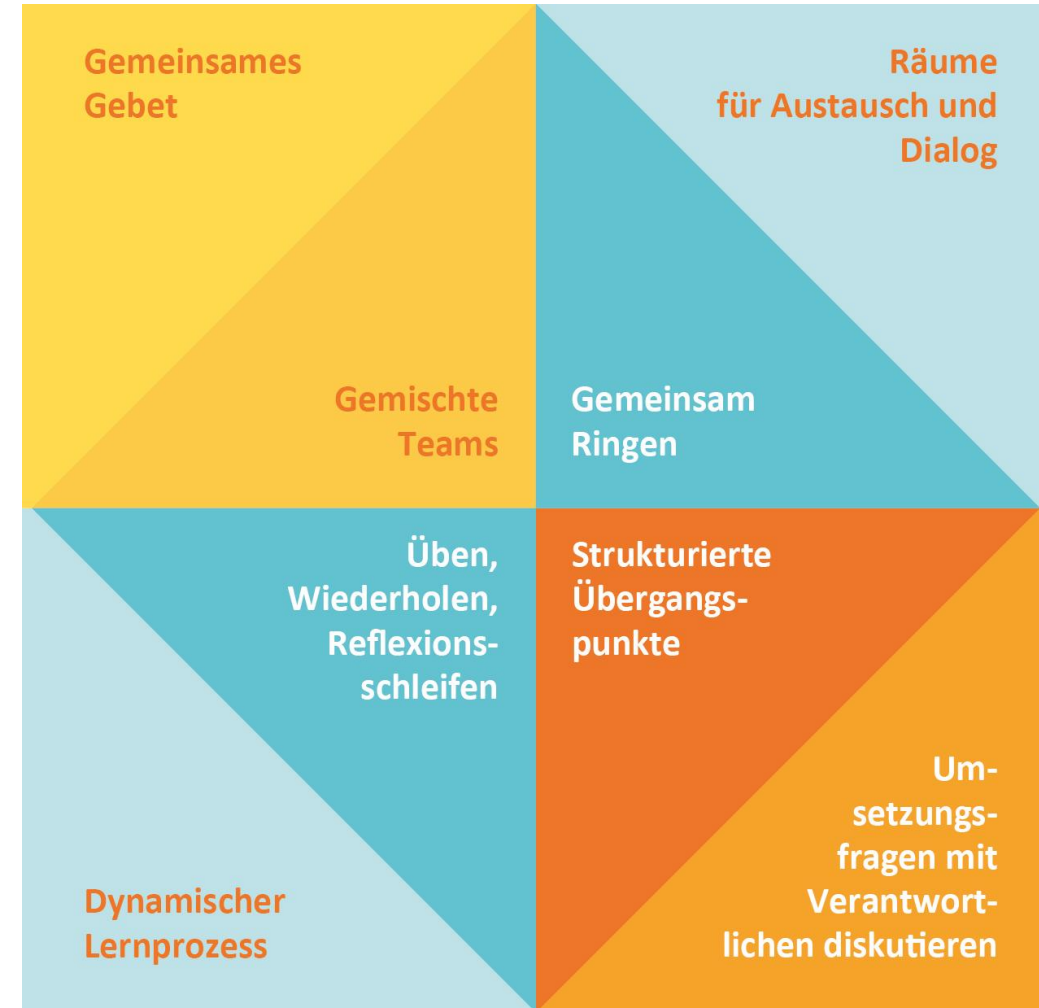 Gemeinsames
Gebet
Räume
für Austausch und
Dialog
Gemischte
Teams
Gemeinsam
Ringen
Üben,
Wiederholen,
Reflexions-
schleifen
Strukturierte
Übergangs-
punkte
Dynamischer
Lernprozess
Um-
setzungs-
fragen mit
Verantwort-
lichen diskutieren